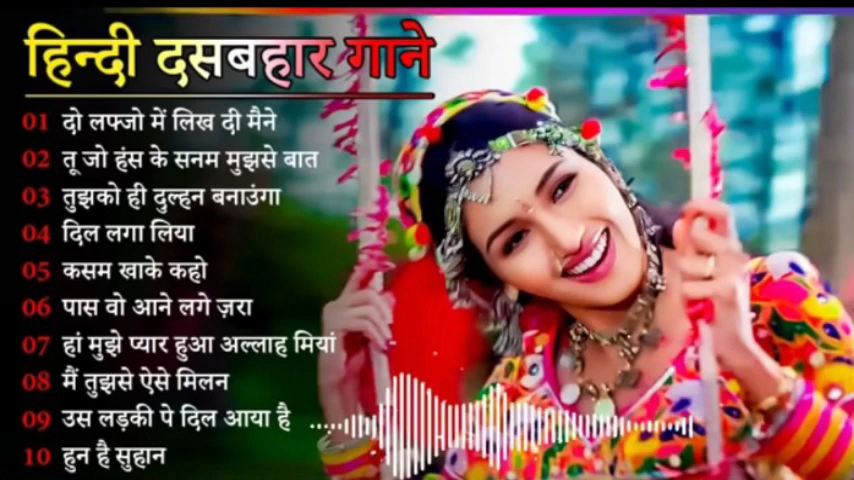 हिन्दी दसबहार गाने
01 दो लफ्जो में लिख दी मैने
02 तू जो हंस के सनम मुझसे बात
03 तुझको ही दुल्हन बनाउंगा
04 दिल लगा लिया
05 कसम खाके कहो
06 पास वो आने लगे ज़रा
07 हां मुझे प्यार हुआ अल्लाह मियां
08 मैं तुझसे ऐसे मिलन
09 उस लड़की पे दिल आया है
10 हुन है सुहान